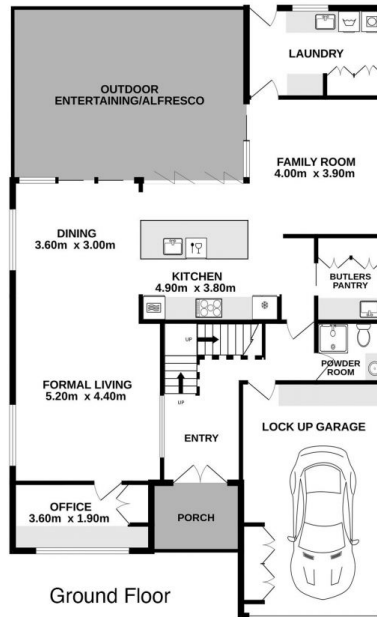 LAUNDRY
OUTDOOR
ENTERTAINING/ALFRESCO
FAMILY ROOM
4.00m x 3.90m
DINING
3.60m x 3.00m
KITCHEN
4.90m x 3.80m
BUTLERS
PANTRY
UP
POWDER
ROOM
FORMAL LIVING
5.20m x 4.40m
UP
ENTRY
LOCK UP GARAGE
OFFICE
3.60m x 1.90m
PORCH
Ground Floor